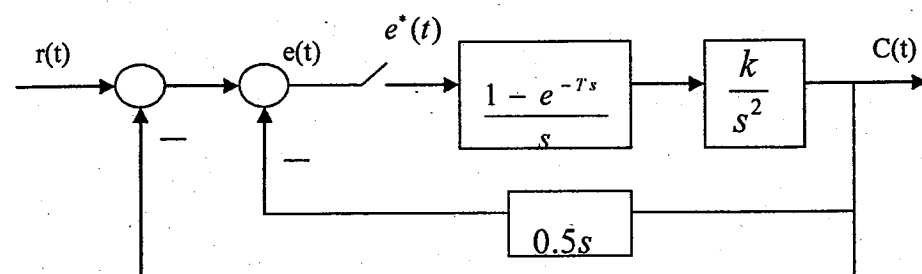 e*(t)
r(t)
e(t)
C(t)
1 − e^{−Ts}
s
k
s²
−
−
0.5s